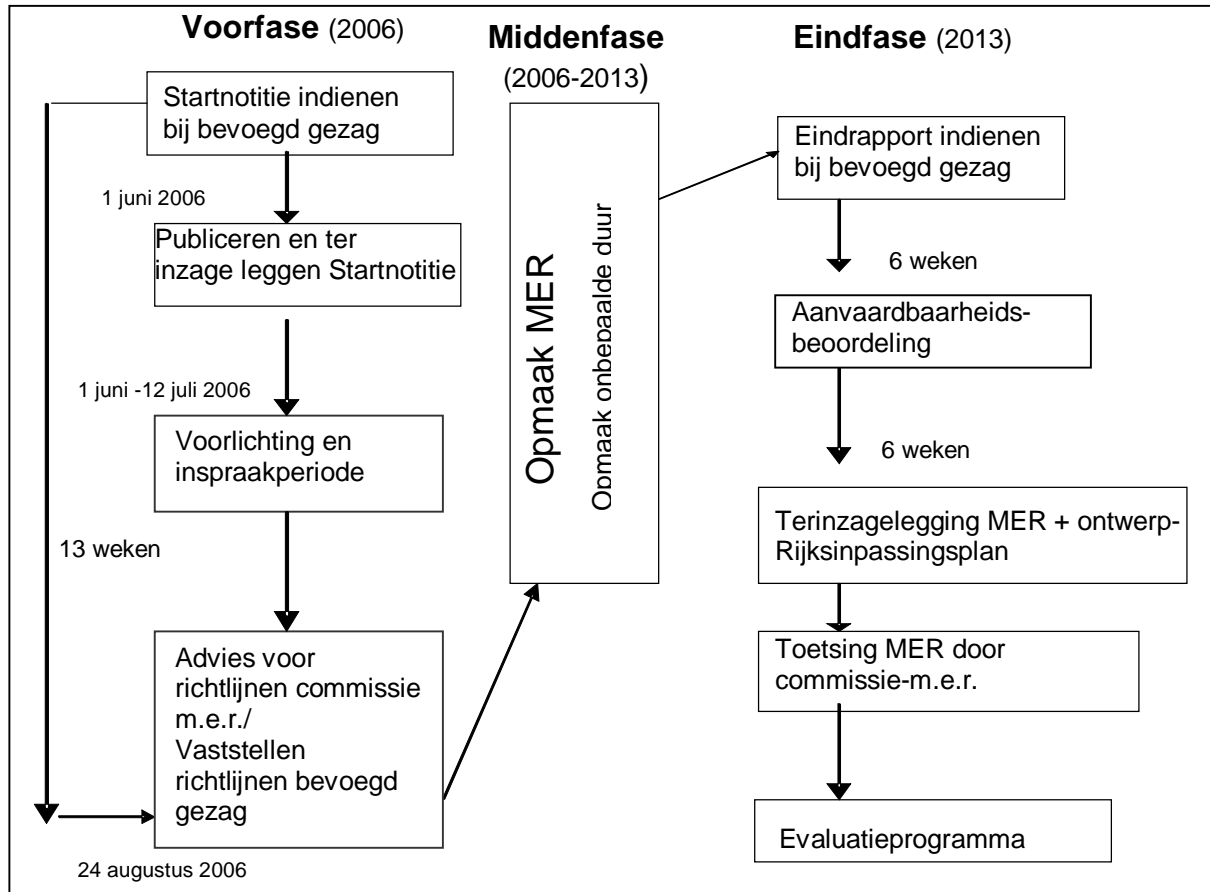 Voorfase (2006)
Startnotitie indienen
bij bevoegd gezag
1 juni 2006
Publiceren en ter
inzage leggen Startnotitie
1 juni -12 juli 2006
Voorlichting en
inspraakperiode
13 weken
Advies voor
richtlijnen commissie
m.e.r./
Vaststellen
richtlijnen bevoegd
gezag
24 augustus 2006
Middenfase
(2006-2013)
Opmaak MER
Opmaak onbepaalde duur
Eindfase (2013)
Eindrapport indienen
bij bevoegd gezag
6 weken
Aanvaardbaarheids-
beoordeling
6 weken
Terinzagelegging MER + ontwerp-
Rijksinpassingsplan
Toetsing MER door
commissie-m.e.r.
Evaluatieprogramma